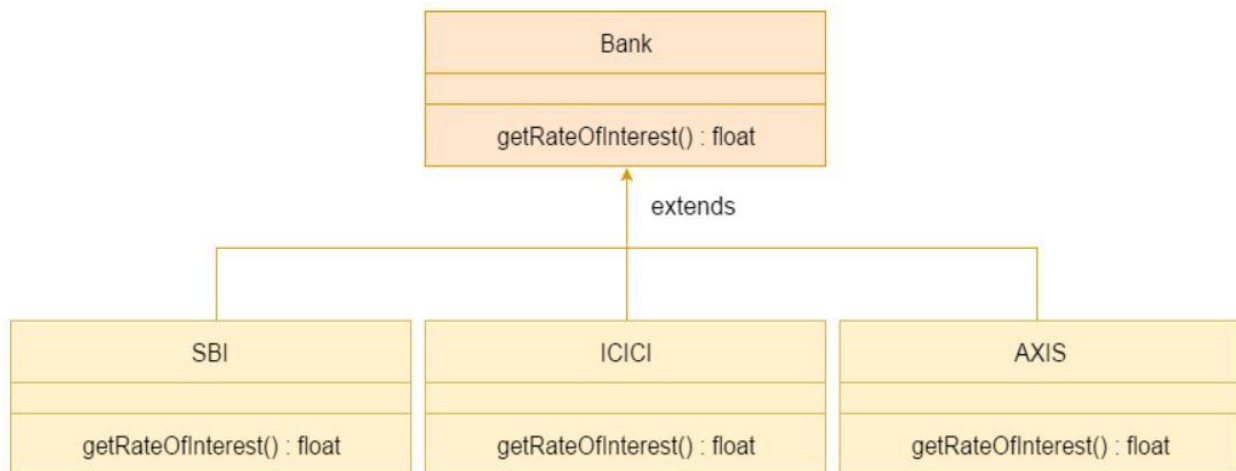 Bank
getRateOfInterest() : float
extends
SBI
ICICI
AXIS
getRateOfInterest() : float
getRateOfInterest() : float
getRateOfInterest() : float